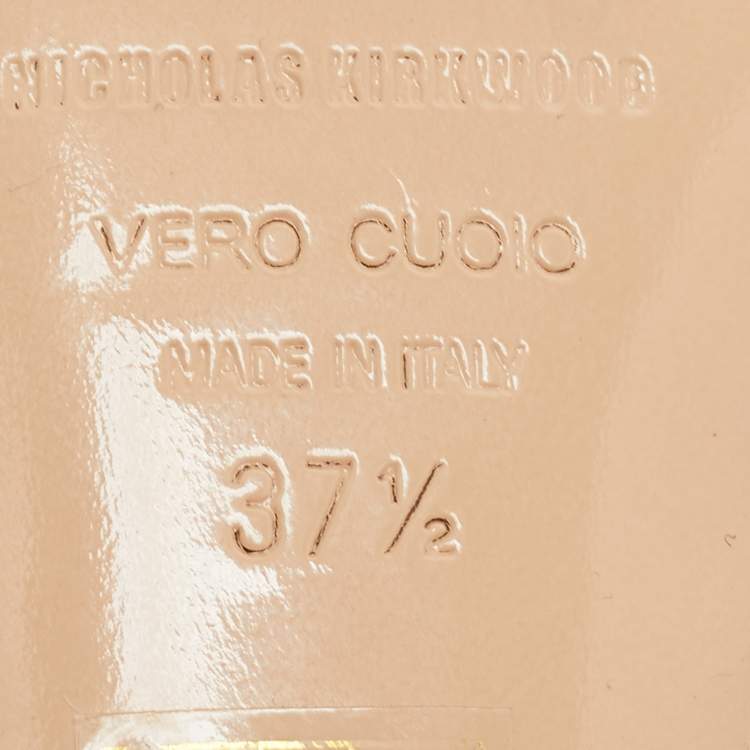 NICHOLAS KIRKWOOD
VERO CUOIO
MADE IN ITALY
37½